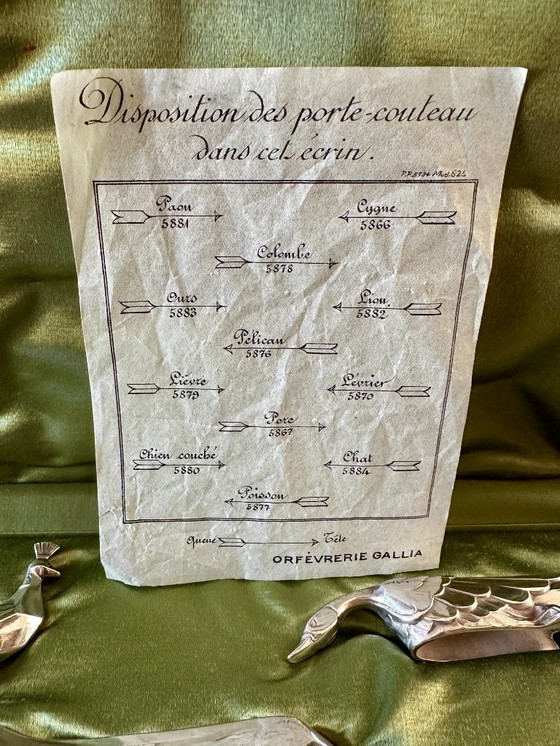 Disposition des porte-couteau
dans cet écrin.
Paon Cygne
5881 5866
Colombe
5878
Ours Lion
5883 5882
Pélican
5876
Lièvre Lévrier
5879 5870
Porc
5867
Chien couché Chat
5880 5884
Poisson
5877
Queue Tête
ORFÈVRERIE GALLIA